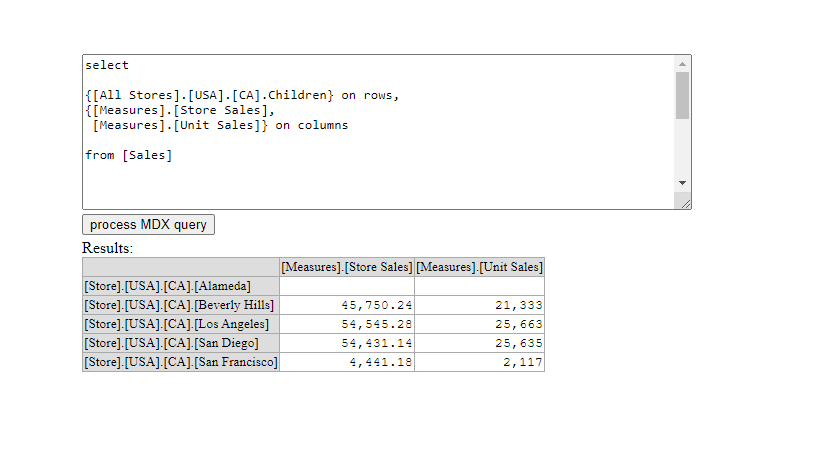 select
{[All Stores].[USA].[CA].Children} on rows,
{[Measures].[Store Sales],
[Measures].[Unit Sales]} on columns
from [Sales]
process MDX query
Results:
[Measures].[Store Sales] [Measures].[Unit Sales]
[Store].[USA].[CA].[Alameda]
[Store].[USA].[CA].[Beverly Hills] 45,750.24 21,333
[Store].[USA].[CA].[Los Angeles] 54,545.28 25,663
[Store].[USA].[CA].[San Diego] 54,431.14 25,635
[Store].[USA].[CA].[San Francisco] 4,441.18 2,117